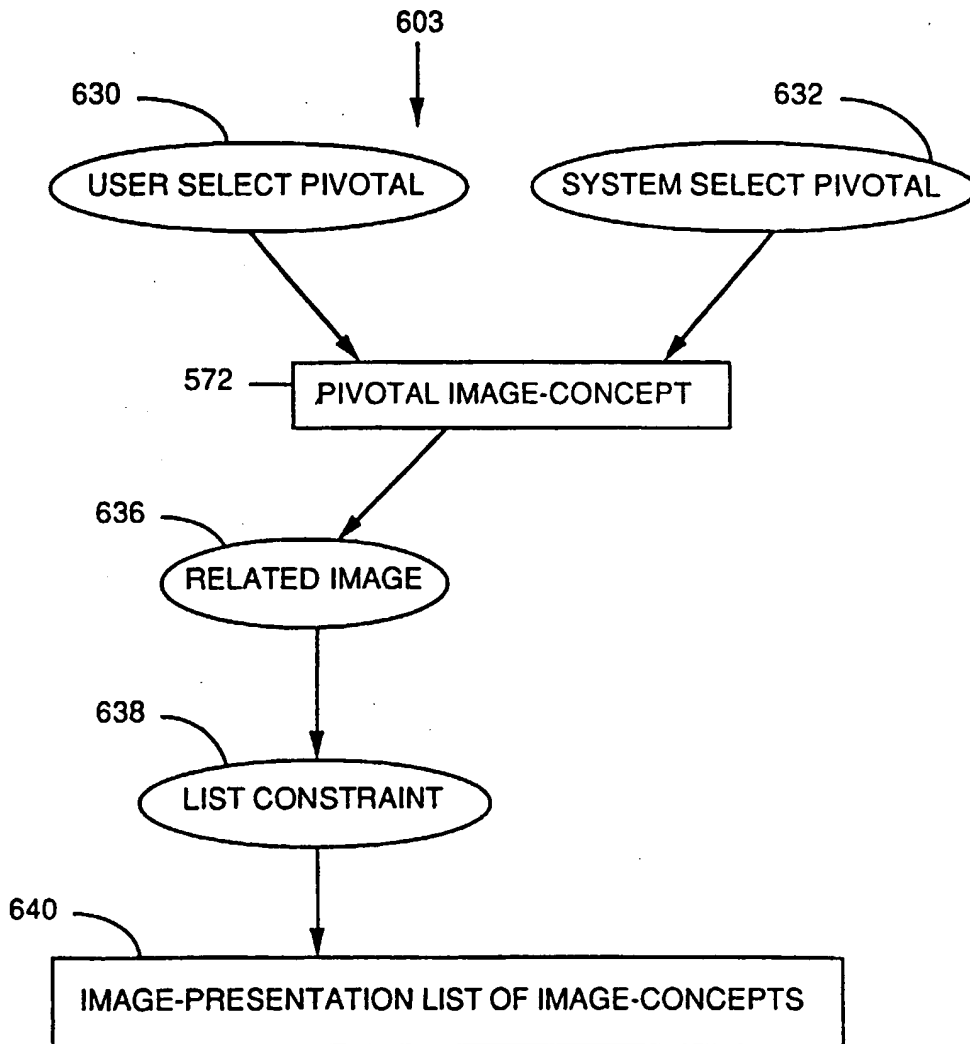 603
630
632
USER SELECT PIVOTAL
SYSTEM SELECT PIVOTAL
572
PIVOTAL IMAGE-CONCEPT
636
RELATED IMAGE
638
LIST CONSTRAINT
640
IMAGE-PRESENTATION LIST OF IMAGE-CONCEPTS